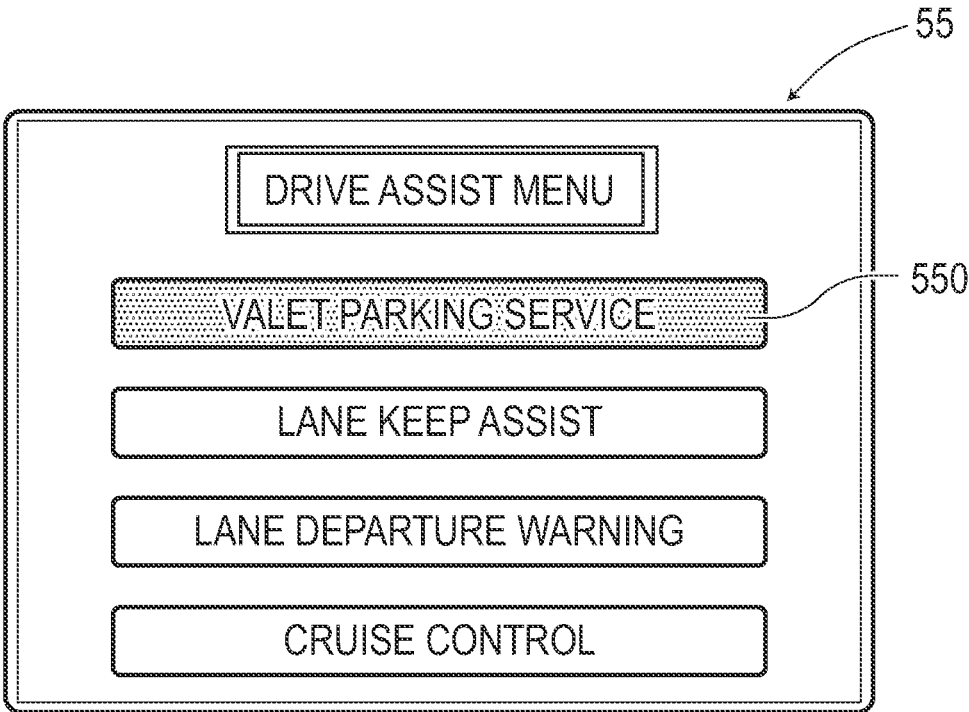 55
DRIVE ASSIST MENU
VALET PARKING SERVICE
550
LANE KEEP ASSIST
LANE DEPARTURE WARNING
CRUISE CONTROL